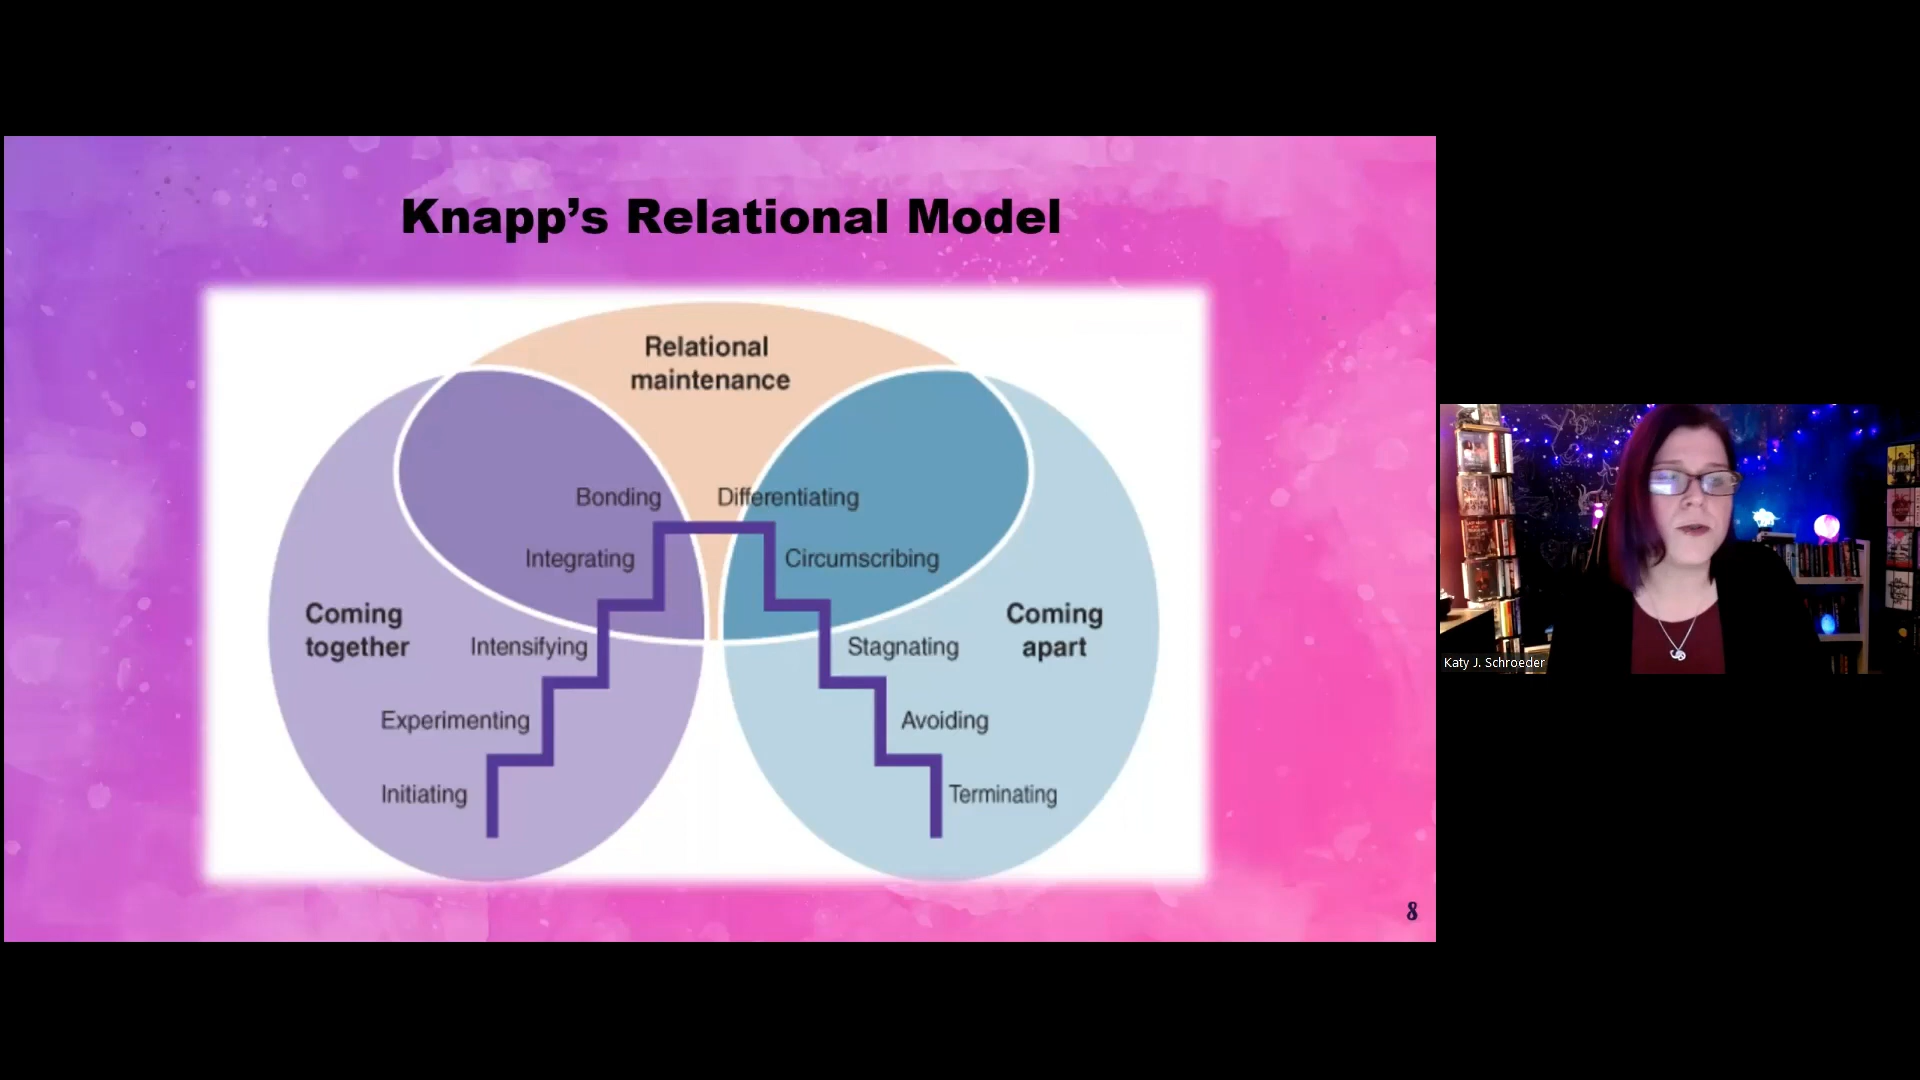 Knapp’s Relational Model
Relational
maintenance
Bonding
Differentiating
Integrating
Circumscribing
Coming
together
Coming
apart
Intensifying
Stagnating
Experimenting
Avoiding
Initiating
Terminating
8
Katy J. Schroeder